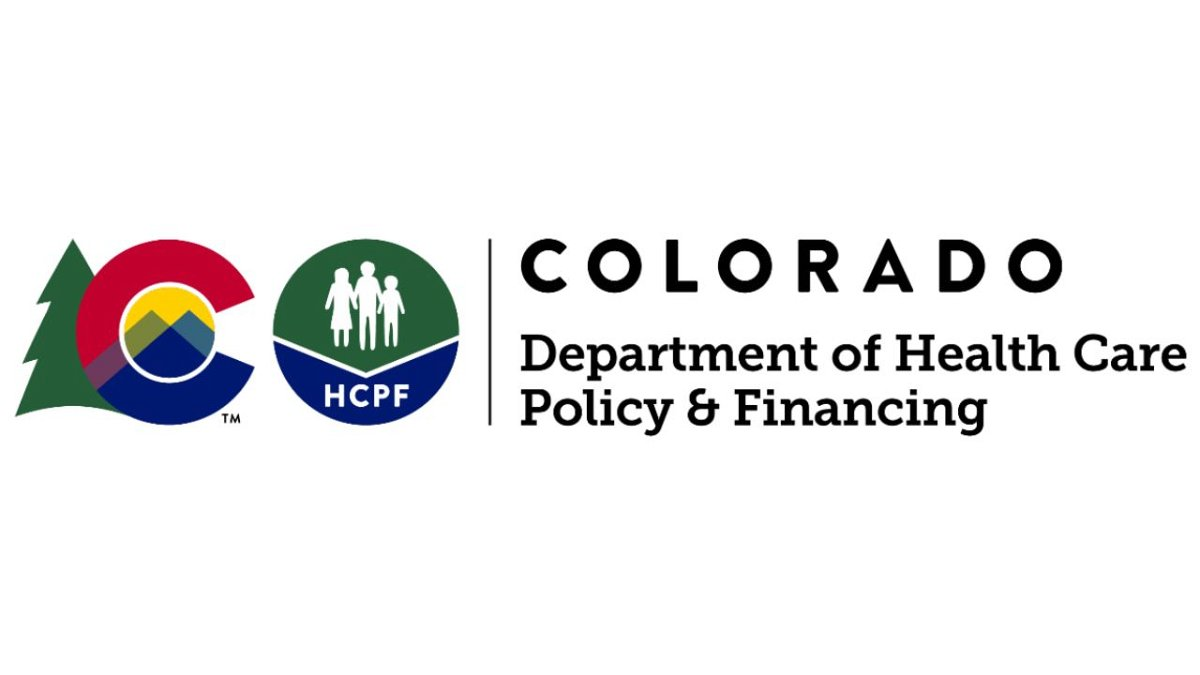 C
TM
HCPF
COLORADO
Department of Health Care
Policy & Financing